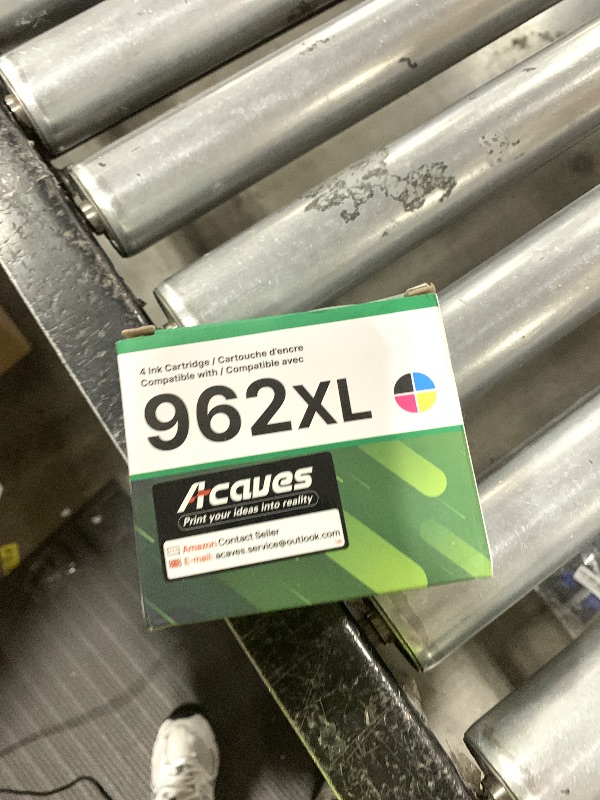 4 Ink Cartridge / Cartouche d'encre
Compatible with / Compatible avec
962XL
Acaves
Print your ideas into reality
Amazon: Contact Seller
E-mail: acaves.service@outlook.com